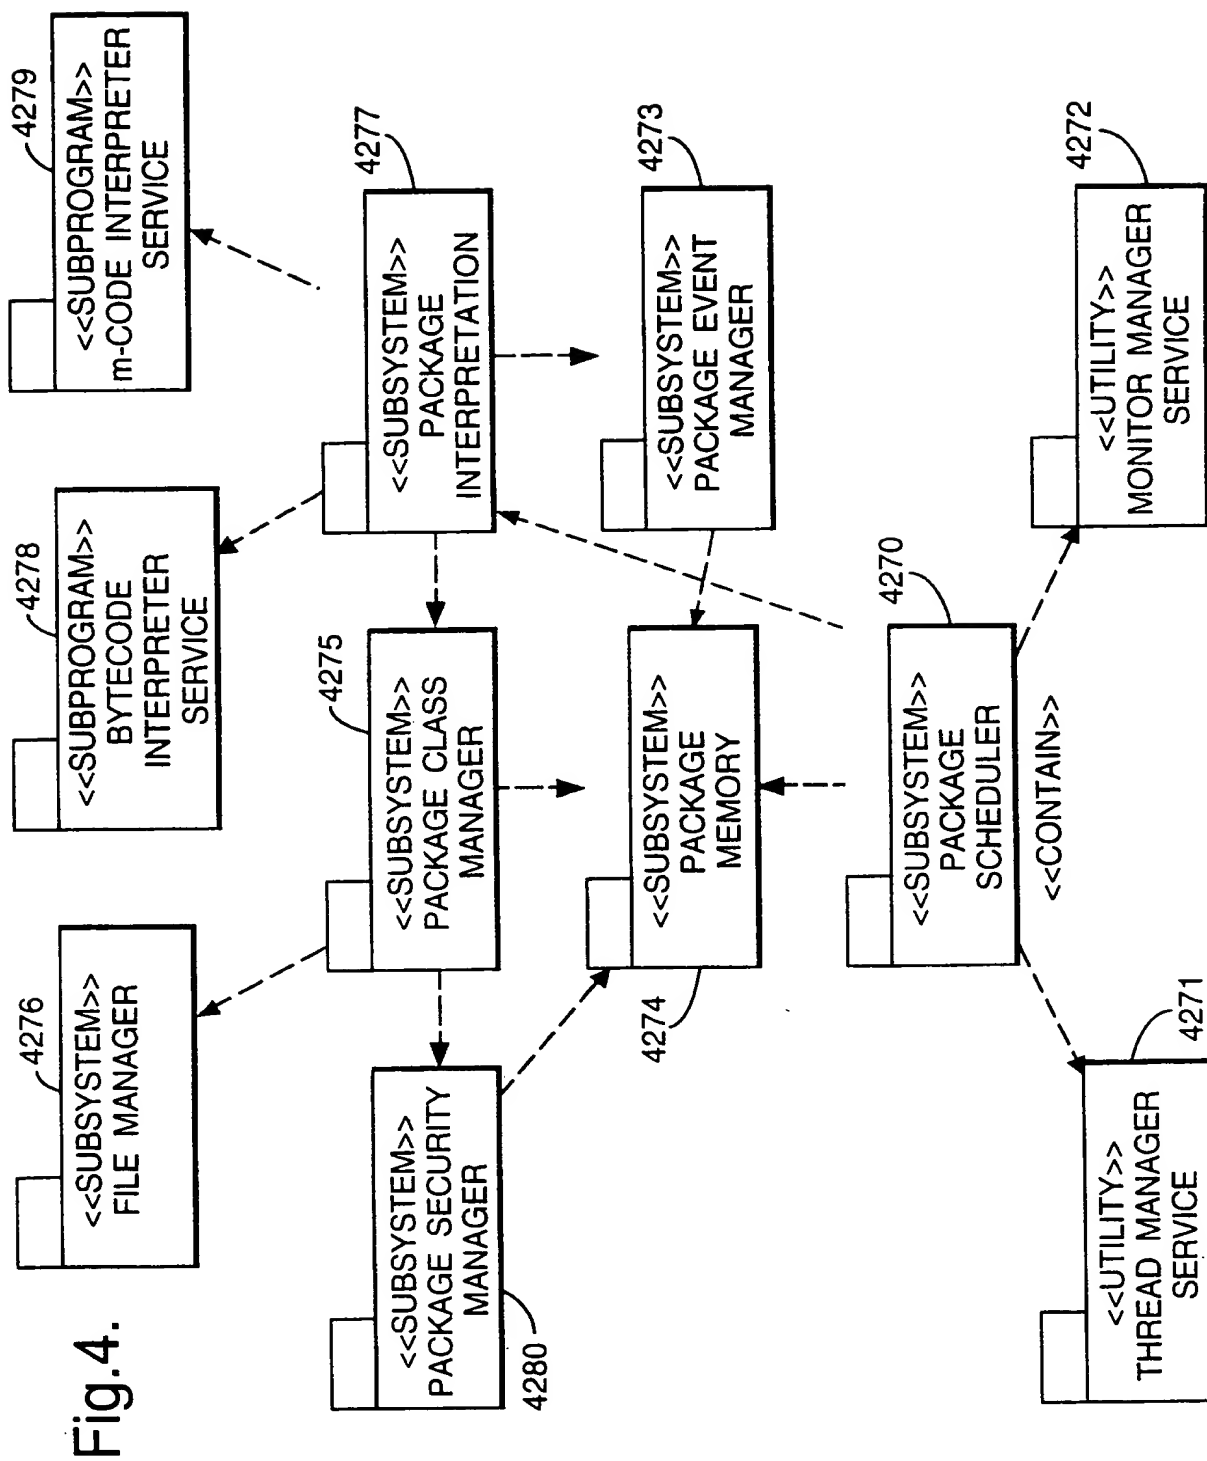 Fig.4.
4276
<<SUBSYSTEM>>
FILE MANAGER
4278
<<SUBPROGRAM>>
BYTECODE
INTERPRETER
SERVICE
4279
<<SUBPROGRAM>>
m-CODE INTERPRETER
SERVICE
<<SUBSYSTEM>>
PACKAGE SECURITY
MANAGER
4280
4275
<<SUBSYSTEM>>
PACKAGE CLASS
MANAGER
4277
<<SUBSYSTEM>>
PACKAGE
INTERPRETATION
<<SUBSYSTEM>>
PACKAGE
MEMORY
4274
4273
<<SUBSYSTEM>>
PACKAGE EVENT
MANAGER
4270
<<SUBSYSTEM>>
PACKAGE
SCHEDULER
<<CONTAIN>>
4271
<<UTILITY>>
THREAD MANAGER
SERVICE
4272
<<UTILITY>>
MONITOR MANAGER
SERVICE